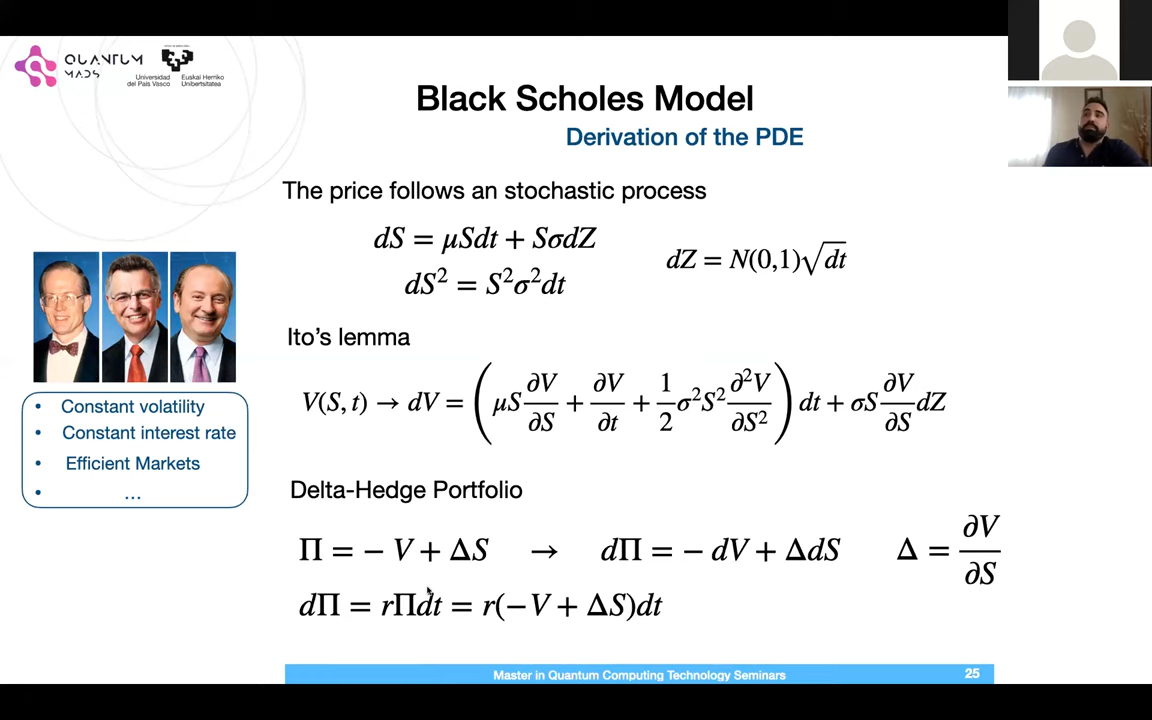 QUANTUM
MADS
Universidad Euskal Herriko
del País Vasco Unibertsitatea
Black Scholes Model
Derivation of the PDE
The price follows an stochastic process
dS = μSdt + SσdZ
dZ = N(0,1)√dt
dS² = S²σ²dt
Ito's lemma
V(S, t) → dV = (μS ∂V/∂S + ∂V/∂t + 1/2 σ²S² ∂²V/∂S²) dt + σS ∂V/∂S dZ
• Constant volatility
• Constant interest rate
• Efficient Markets
• ...
Delta-Hedge Portfolio
Π = − V + ΔS → dΠ = − dV + ΔdS Δ = ∂V/∂S
dΠ = rΠdt = r(−V + ΔS)dt
Master in Quantum Computing Technology Seminars 25